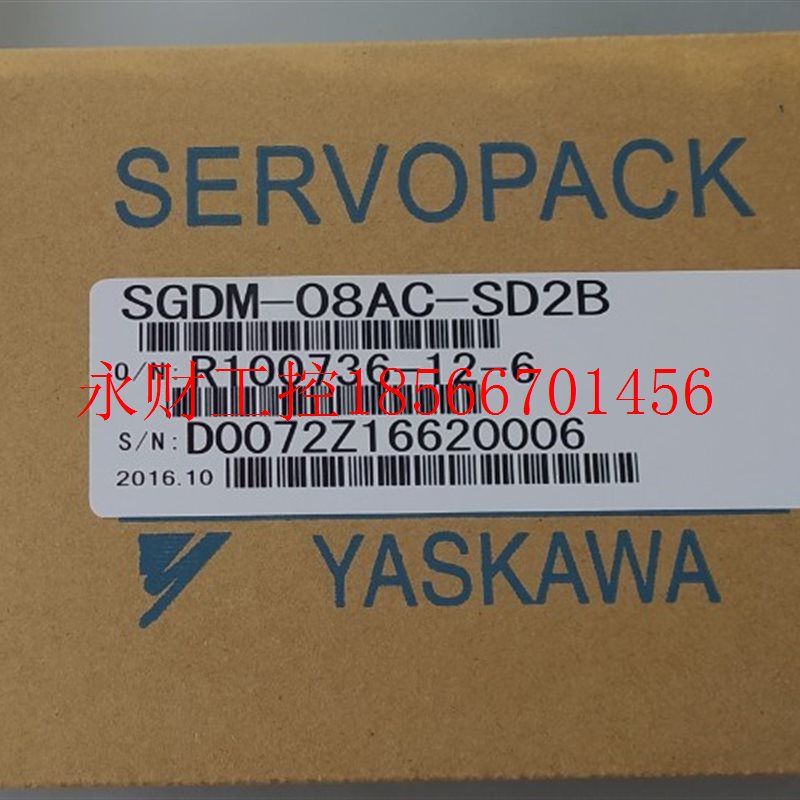 SERVOPACK
SGDM-08AC-SD2B
O/N: R100736-12-6
永财工控18566701456
S/N: D0072Z16620006
2016.10
YASKAWA